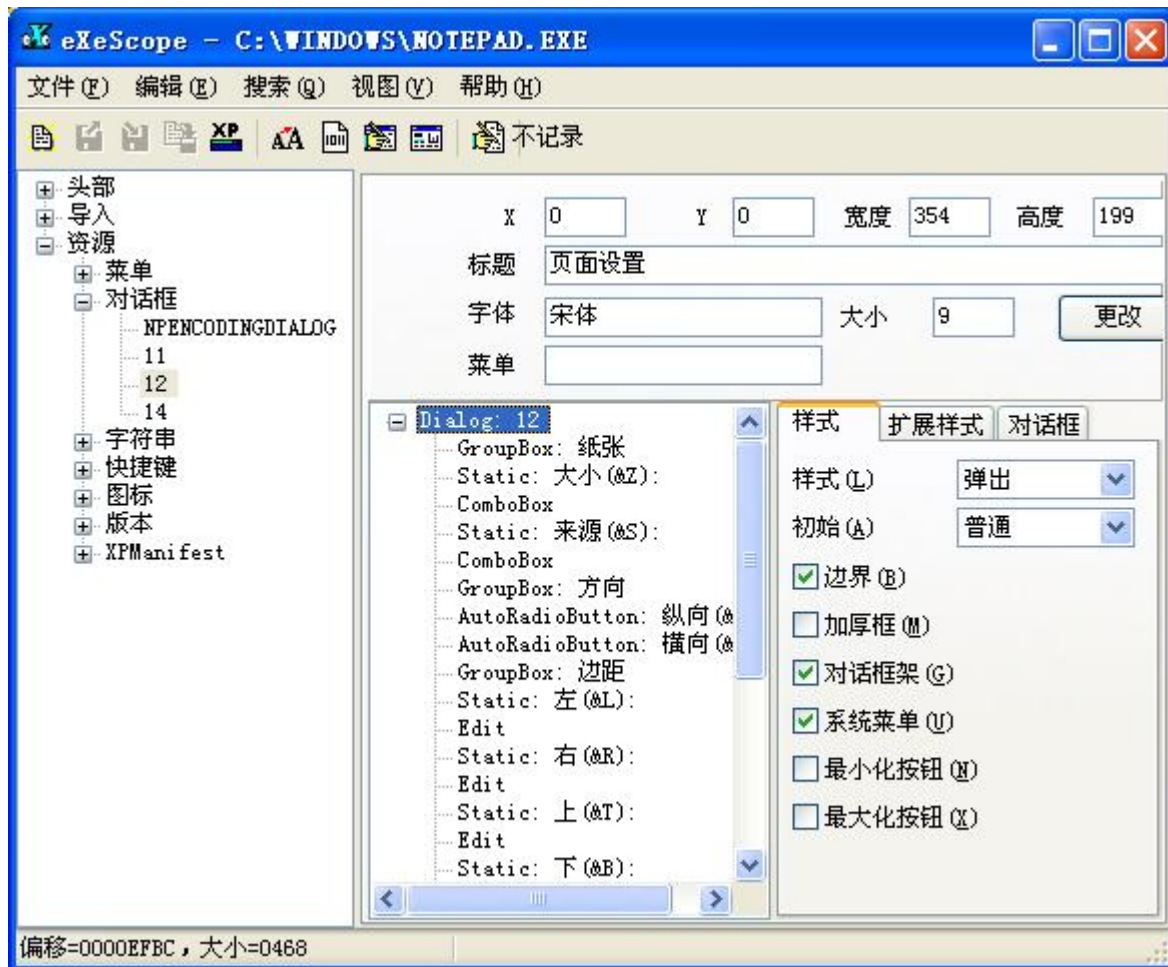 eXeScope - C:\WINDOWS\NOTEPAD.EXE
文件(F) 编辑(E) 搜索(Q) 视图(V) 帮助(H)
XP AA 1011 不记录
头部
导入
资源
菜单
对话框
NPENCODINGDIALOG
11
12
14
字符串
快捷键
图标
版本
XPManifest
X 0 Y 0 宽度 354 高度 199
标题 页面设置
字体 宋体 大小 9 更改
菜单
Dialog: 12
GroupBox: 纸张
Static: 大小(&Z):
ComboBox
Static: 来源(&S):
ComboBox
GroupBox: 方向
AutoRadioButton: 纵向(&
AutoRadioButton: 横向(&
GroupBox: 边距
Static: 左(&L):
Edit
Static: 右(&R):
Edit
Static: 上(&T):
Edit
Static: 下(&B):
样式 扩展样式 对话框
样式(L) 弹出
初始(A) 普通
边界(B)
加厚框(M)
对话框架(G)
系统菜单(U)
最小化按钮(N)
最大化按钮(X)
偏移=0000EFBC，大小=0468